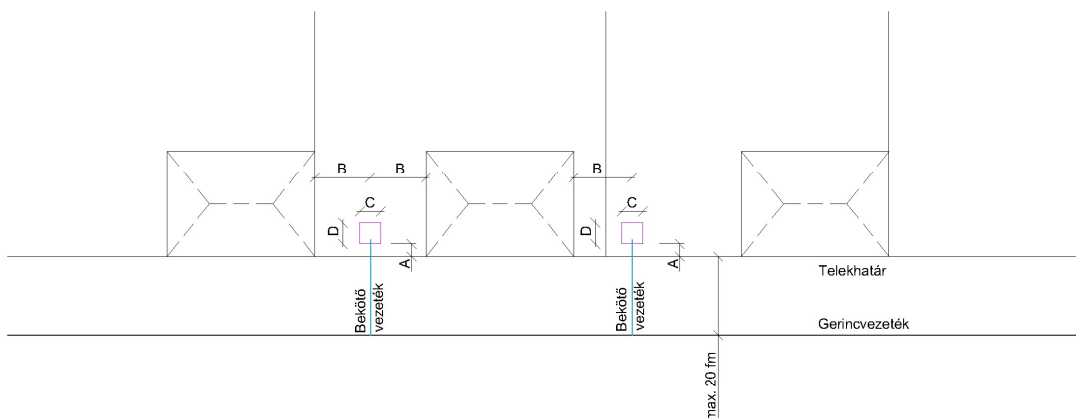 B
B
B
C
C
D
D
A
A
Telekhatár
Bekötő
vezeték
Bekötő
vezeték
Gerincvezeték
max. 20 fm